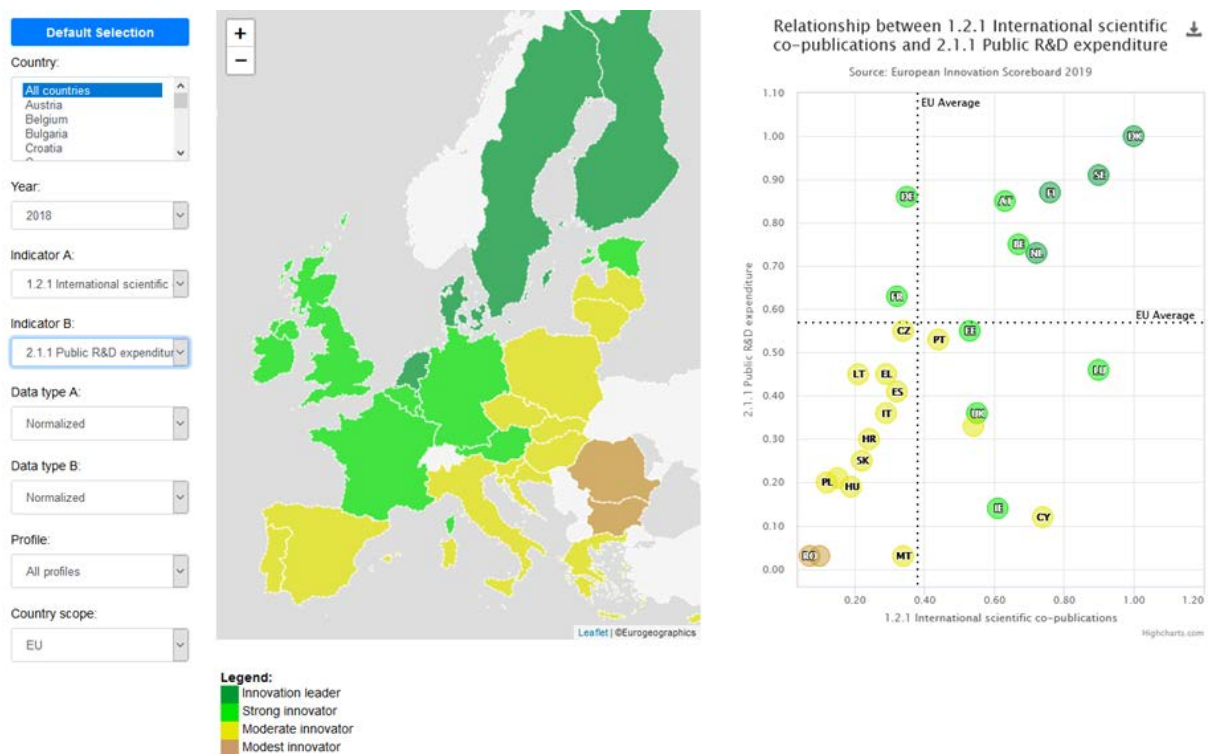 Default Selection
Country:
All countries
Austria
Belgium
Bulgaria
Croatia
Year:
2018
Indicator A:
1.2.1 International scientific
Indicator B:
2.1.1 Public R&D expenditur
Data type A:
Normalized
Data type B:
Normalized
Profile:
All profiles
Country scope:
EU
+
−
Leaflet | ©Eurogeographics
Legend:
Innovation leader
Strong innovator
Moderate innovator
Modest innovator
Relationship between 1.2.1 International scientific
co-publications and 2.1.1 Public R&D expenditure
Source: European Innovation Scoreboard 2019
1.10
EU Average
1.00
DK
0.90
SE
FI
DE
AT
0.80
BE
NL
0.70
FR
0.60
EU Average
CZ
PT
EE
0.50
LT
EL
LU
ES
0.40
IT
UK
0.30
HR
SK
0.20
PL
HU
IE
CY
0.10
RO
MT
0.00
2.1.1 Public R&D expenditure
0.20
0.40
0.60
0.80
1.00
1.20
1.2.1 International scientific co-publications
Highcharts.com